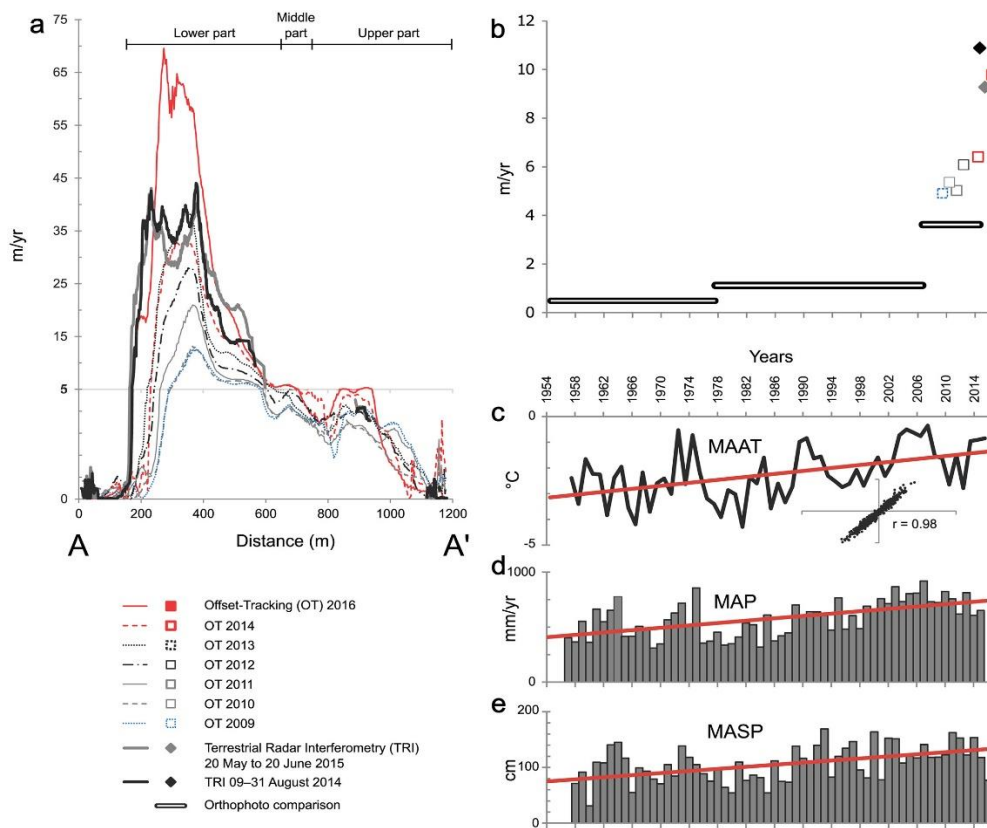 a
Lower part
Middle
part
Upper part
m/yr
75
65
55
45
35
25
15
5
0
0
200
400
600
800
1000
1200
A
Distance (m)
A'
Offset-Tracking (OT) 2016
OT 2014
OT 2013
OT 2012
OT 2011
OT 2010
OT 2009
Terrestrial Radar Interferometry (TRI)
20 May to 20 June 2015
TRI 09–31 August 2014
Orthophoto comparison
b
m/yr
12
10
8
6
4
2
0
Years
1954
1958
1962
1966
1970
1974
1978
1982
1986
1990
1994
1998
2002
2006
2010
2014
c
MAAT
0
°C
-5
r = 0.98
d
MAP
1000
mm/yr
500
0
e
MASP
200
cm
100
0